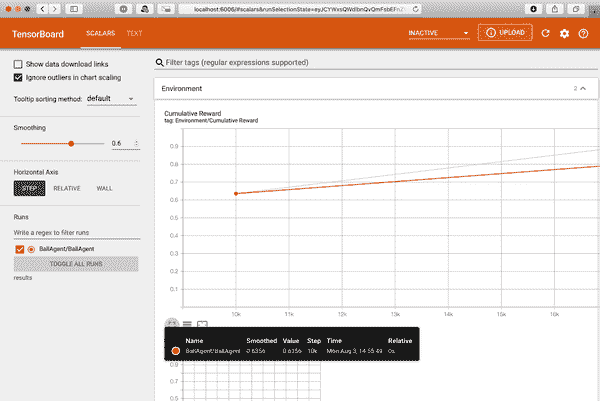 localhost:6006/#scalars&runSelectionState=
TensorBoard SCALARS TEXT INACTIVE UPLOAD
Show data download links
Ignore outliers in chart scaling
Tooltip sorting method: default
Smoothing
0.6
Horizontal Axis
STEP RELATIVE WALL
Runs
Write a regex to filter runs
BallAgent/BallAgent
TOGGLE ALL RUNS
results
Filter tags (regular expressions supported)
Environment 2
Cumulative Reward
tag: Environment/Cumulative Reward
0.9
0.8
0.7
0.6
0.5
0.4
0.3
0.2
0.1
10k 11k 12k 13k 14k 15k 16k
Name Smoothed Value Step Time Relative
BallAgent/BallAgent 0.6356 0.6356 10k Mon Aug 3, 0s
0.9
0.8
0.7
0.6
0.5